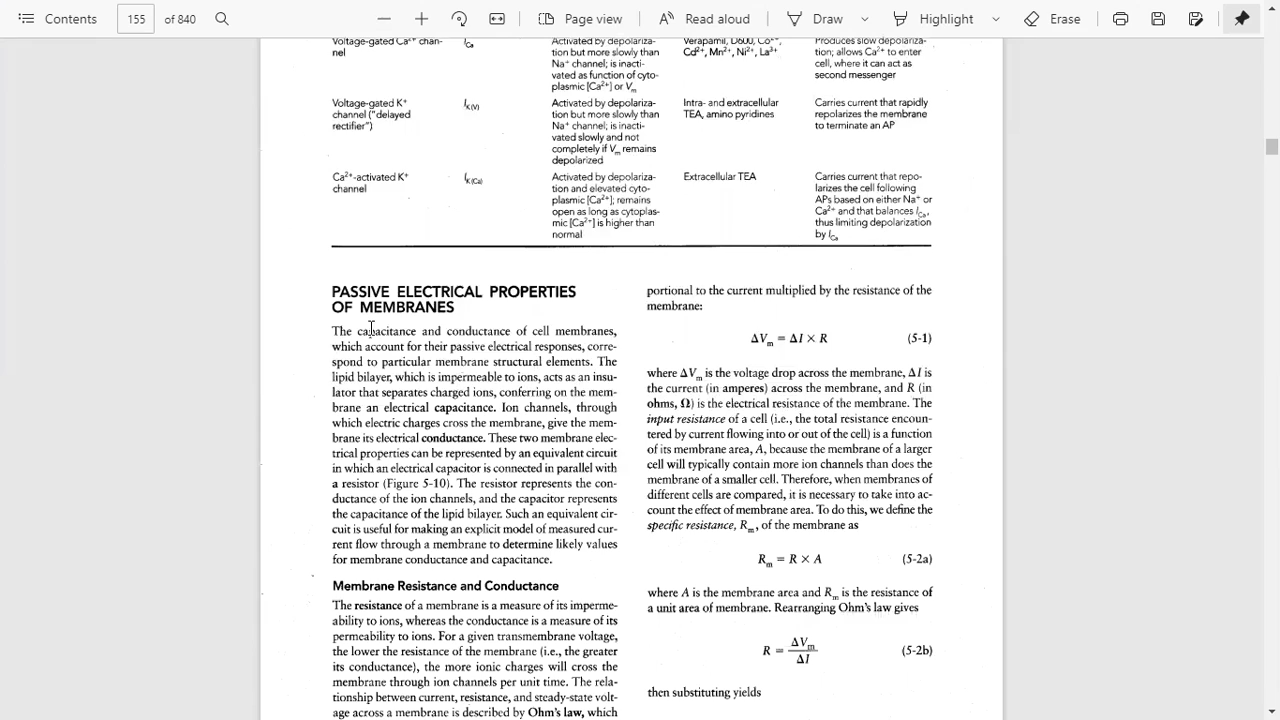 Contents
155 of 840
Page view
Read aloud
Draw
Highlight
Erase
Voltage-gated Ca²⁺ chan-
nel
I_Ca
Activated by depolariza-
tion but more slowly than
Na⁺ channel; is inacti-
vated as function of cyto-
plasmic [Ca²⁺] or V_m
Verapamil, D600, Co²⁺,
Cd²⁺, Mn²⁺, Ni²⁺, La³⁺
Produces slow depolariza-
tion; allows Ca²⁺ to enter
cell, where it can act as
second messenger
Voltage-gated K⁺
channel ("delayed
rectifier")
I_K(V)
Activated by depolariza-
tion but more slowly than
Na⁺ channel; is inacti-
vated slowly and not
completely if V_m remains
depolarized
Intra- and extracellular
TEA, amino pyridines
Carries current that rapidly
repolarizes the membrane
to terminate an AP
Ca²⁺-activated K⁺
channel
I_K(Ca)
Activated by depolariza-
tion and elevated cyto-
plasmic [Ca²⁺]; remains
open as long as cytoplas-
mic [Ca²⁺] is higher than
normal
Extracellular TEA
Carries current that repo-
larizes the cell following
APs based on either Na⁺ or
Ca²⁺ and that balances I_Ca,
thus limiting depolarization
by I_Ca
PASSIVE ELECTRICAL PROPERTIES
OF MEMBRANES
The capacitance and conductance of cell membranes,
which account for their passive electrical responses, corre-
spond to particular membrane structural elements. The
lipid bilayer, which is impermeable to ions, acts as an insu-
lator that separates charged ions, conferring on the mem-
brane an electrical capacitance. Ion channels, through
which electric charges cross the membrane, give the mem-
brane its electrical conductance. These two membrane elec-
trical properties can be represented by an equivalent circuit
in which an electrical capacitor is connected in parallel with
a resistor (Figure 5-10). The resistor represents the con-
ductance of the ion channels, and the capacitor represents
the capacitance of the lipid bilayer. Such an equivalent cir-
cuit is useful for making an explicit model of measured cur-
rent flow through a membrane to determine likely values
for membrane conductance and capacitance.
Membrane Resistance and Conductance
The resistance of a membrane is a measure of its imperme-
ability to ions, whereas the conductance is a measure of its
permeability to ions. For a given transmembrane voltage,
the lower the resistance of the membrane (i.e., the greater
its conductance), the more ionic charges will cross the
membrane through ion channels per unit time. The rela-
tionship between current, resistance, and steady-state volt-
age across a membrane is described by Ohm's law, which
portional to the current multiplied by the resistance of the
membrane:
ΔV_m = ΔI × R (5-1)
where ΔV_m is the voltage drop across the membrane, ΔI is
the current (in amperes) across the membrane, and R (in
ohms, Ω) is the electrical resistance of the membrane. The
input resistance of a cell (i.e., the total resistance encoun-
tered by current flowing into or out of the cell) is a function
of its membrane area, A, because the membrane of a larger
cell will typically contain more ion channels than does the
membrane of a smaller cell. Therefore, when membranes of
different cells are compared, it is necessary to take into ac-
count the effect of membrane area. To do this, we define the
specific resistance, R_m, of the membrane as
R_m = R × A (5-2a)
where A is the membrane area and R_m is the resistance of
a unit area of membrane. Rearranging Ohm's law gives
R = ΔV_m / ΔI (5-2b)
then substituting yields